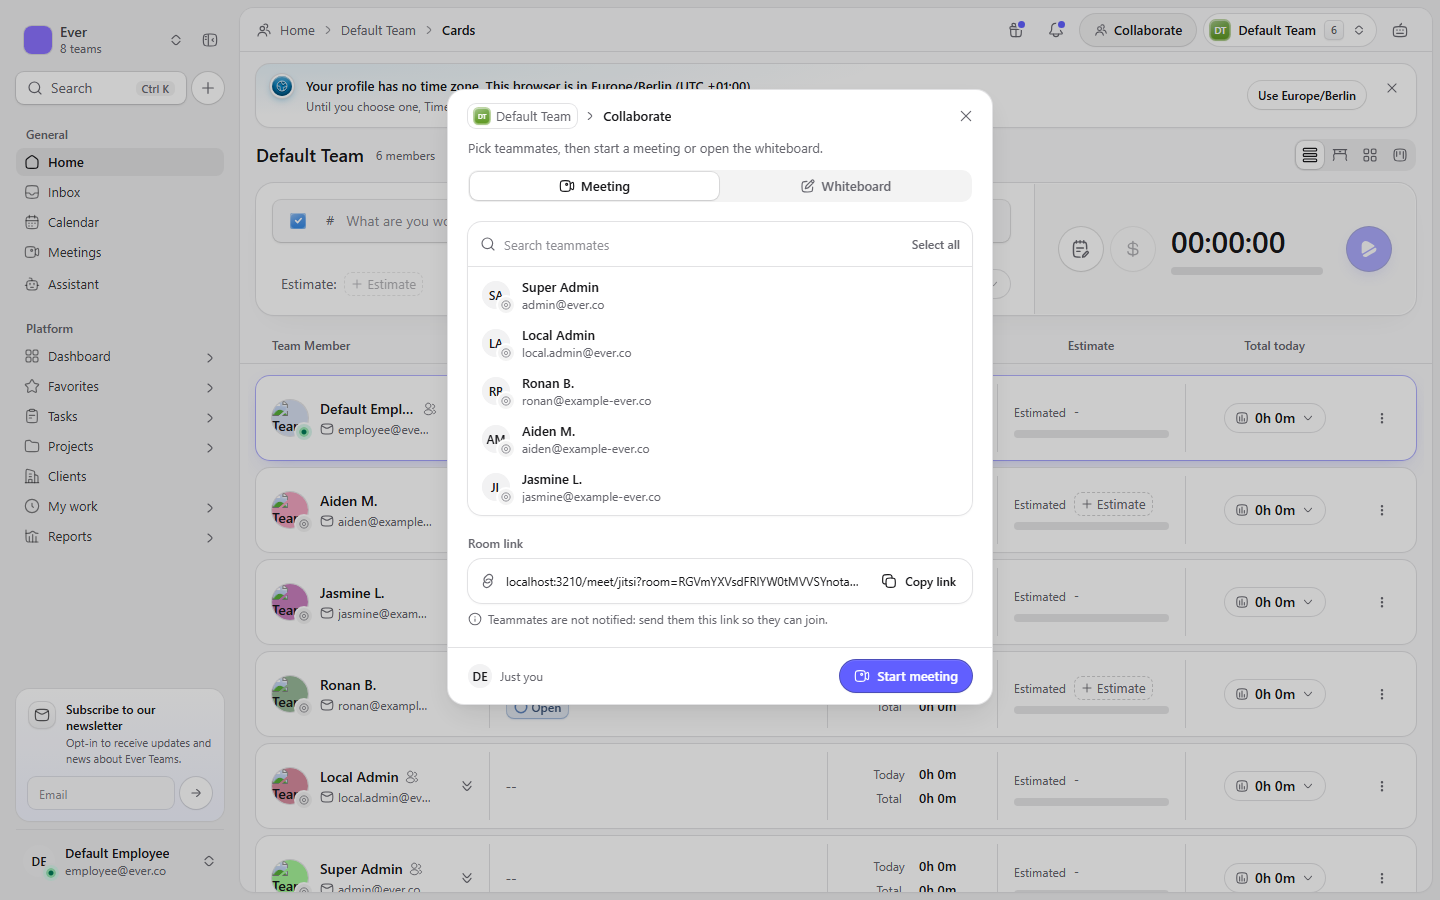 Ever
8 teams
Search
Ctrl K
General
Home
Inbox
Calendar
Meetings
Assistant
Platform
Dashboard
Favorites
Tasks
Projects
Clients
My work
Reports
Subscribe to our
newsletter
Opt-in to receive updates and
news about Ever Teams.
Email
DE
Default Employee
employee@ever.co
Home
Default Team
Cards
Collaborate
DT
Default Team
6
Your profile has no time zone. This browser is in Europe/Berlin (UTC +01:00)
Until you choose one, Time
Use Europe/Berlin
Default Team
6 members
# What are you wo
Estimate:
+ Estimate
$
00:00:00
Team Member
Estimate
Total today
Default Empl...
employee@eve...
Estimated -
0h 0m
Aiden M.
aiden@example...
Estimated
+ Estimate
0h 0m
Jasmine L.
jasmine@exam...
Estimated -
0h 0m
Ronan B.
ronan@exampl...
Open
Total 0h 0m
Estimated
+ Estimate
0h 0m
Local Admin
local.admin@ev...
--
Today 0h 0m
Total 0h 0m
Estimated -
0h 0m
Super Admin
admin@ever.co
--
Today 0h 0m
Total 0h 0m
Estimated -
0h 0m
DT
Default Team
Collaborate
Pick teammates, then start a meeting or open the whiteboard.
Meeting
Whiteboard
Search teammates
Select all
SA
Super Admin
admin@ever.co
LA
Local Admin
local.admin@ever.co
Ronan B.
ronan@example-ever.co
AM
Aiden M.
aiden@example-ever.co
Jasmine L.
jasmine@example-ever.co
Room link
localhost:3210/meet/jitsi?room=RGVmYXVsdFRlYW0tMVVSYnota...
Copy link
Teammates are not notified: send them this link so they can join.
DE
Just you
Start meeting